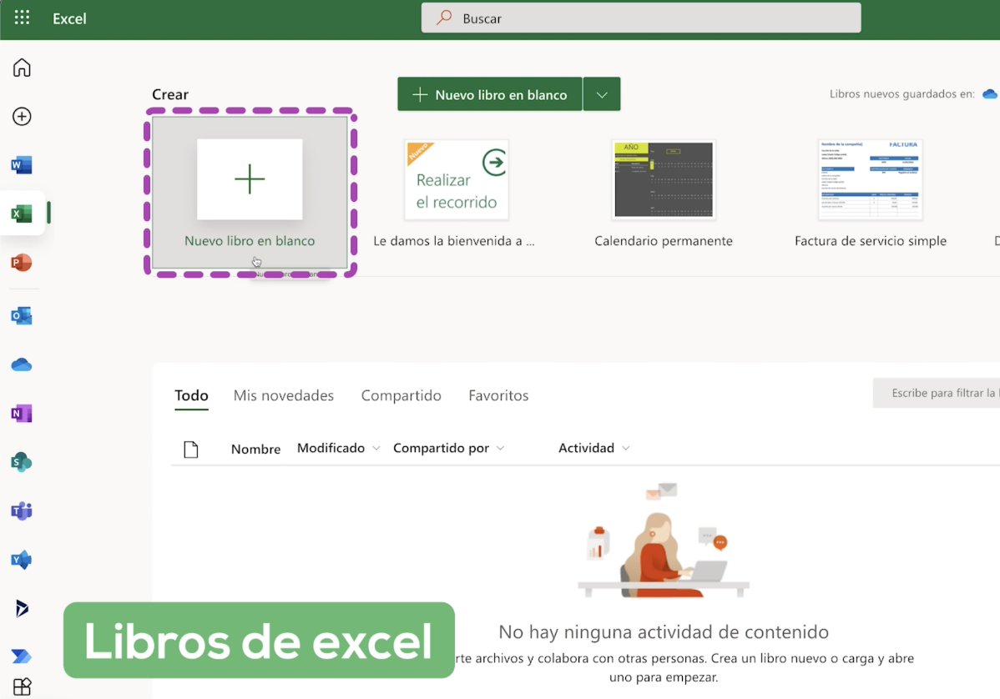 Excel
Buscar
Crear
Nuevo libro en blanco
Libros nuevos guardados en:
Nuevo
Realizar
el recorrido
AÑO
FACTURA
Nuevo libro en blanco
Le damos la bienvenida a ...
Calendario permanente
Factura de servicio simple
Todo
Mis novedades
Compartido
Favoritos
Escribe para filtrar la
Nombre
Modificado
Compartido por
Actividad
No hay ninguna actividad de contenido
rte archivos y colabora con otras personas. Crea un libro nuevo o carga y abre
uno para empezar.
Libros de excel